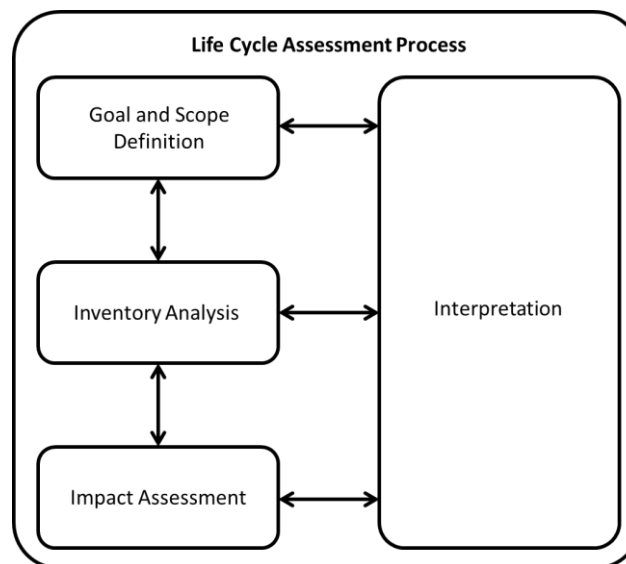 Life Cycle Assessment Process
Goal and Scope
Definition
Inventory Analysis
Interpretation
Impact Assessment